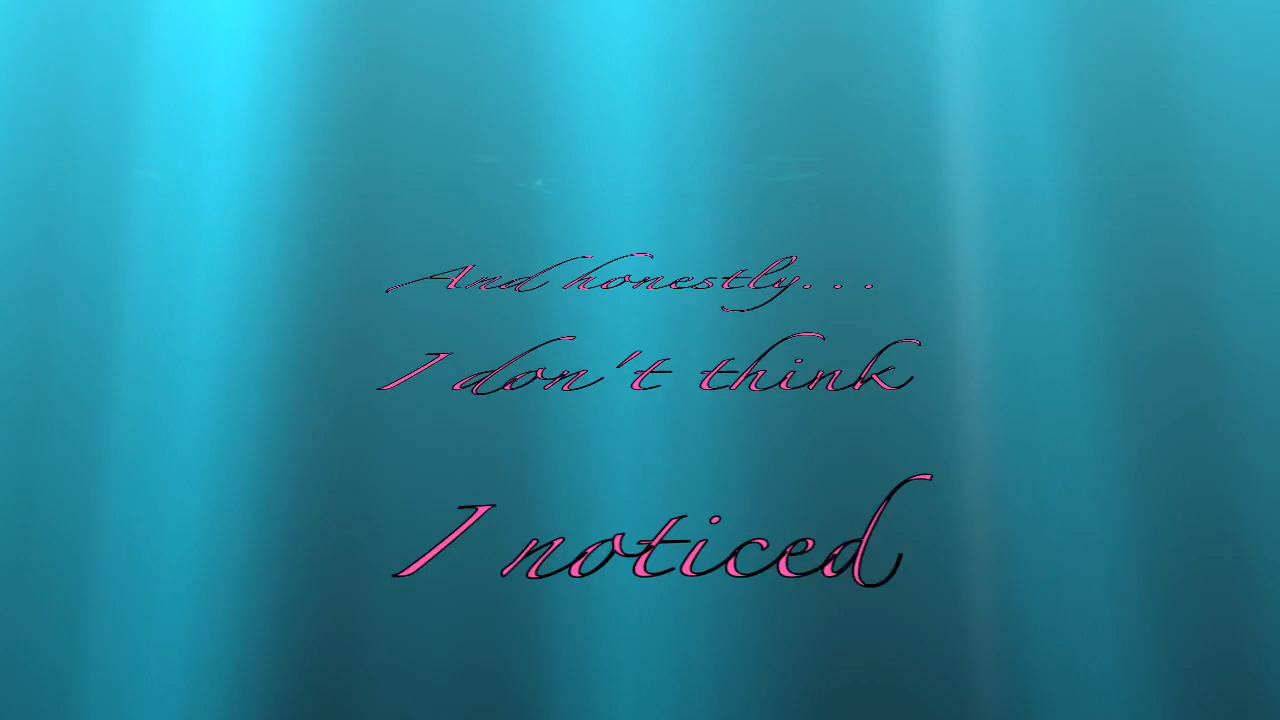 And honestly. . .
I don't think
I noticed